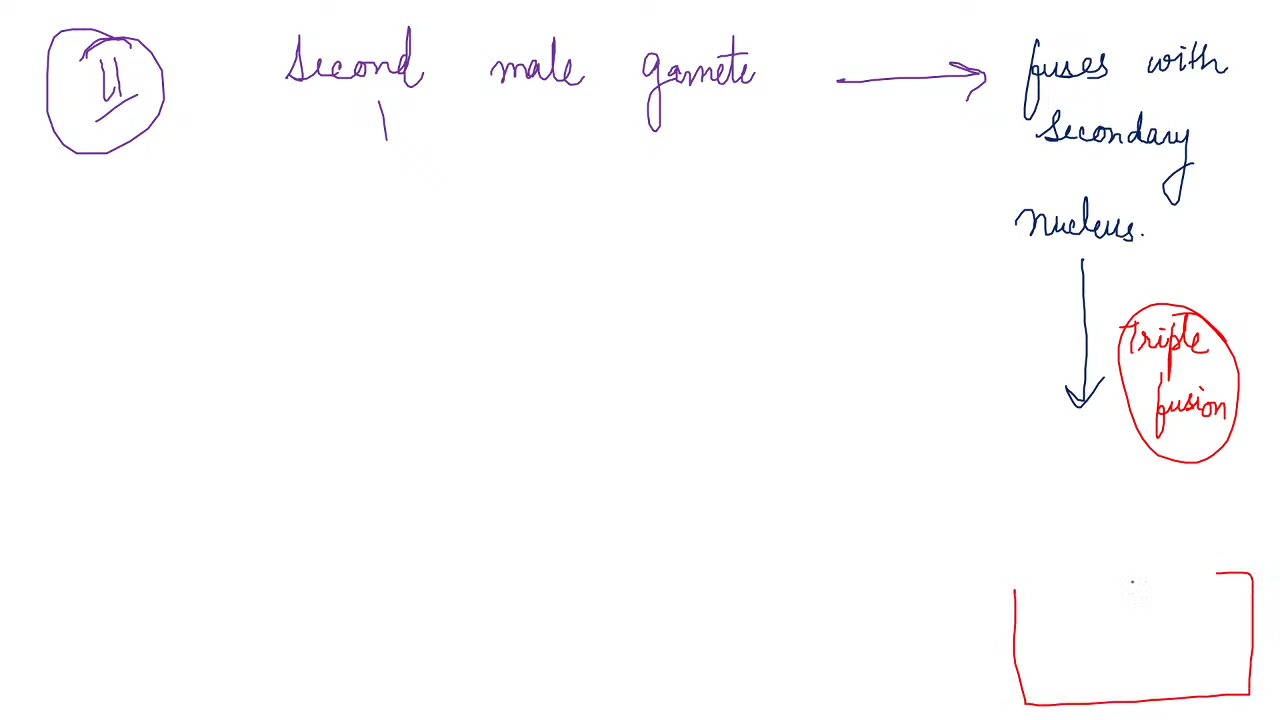 II Second male gamete → fuses with
secondary
nucleus.
Triple
fusion